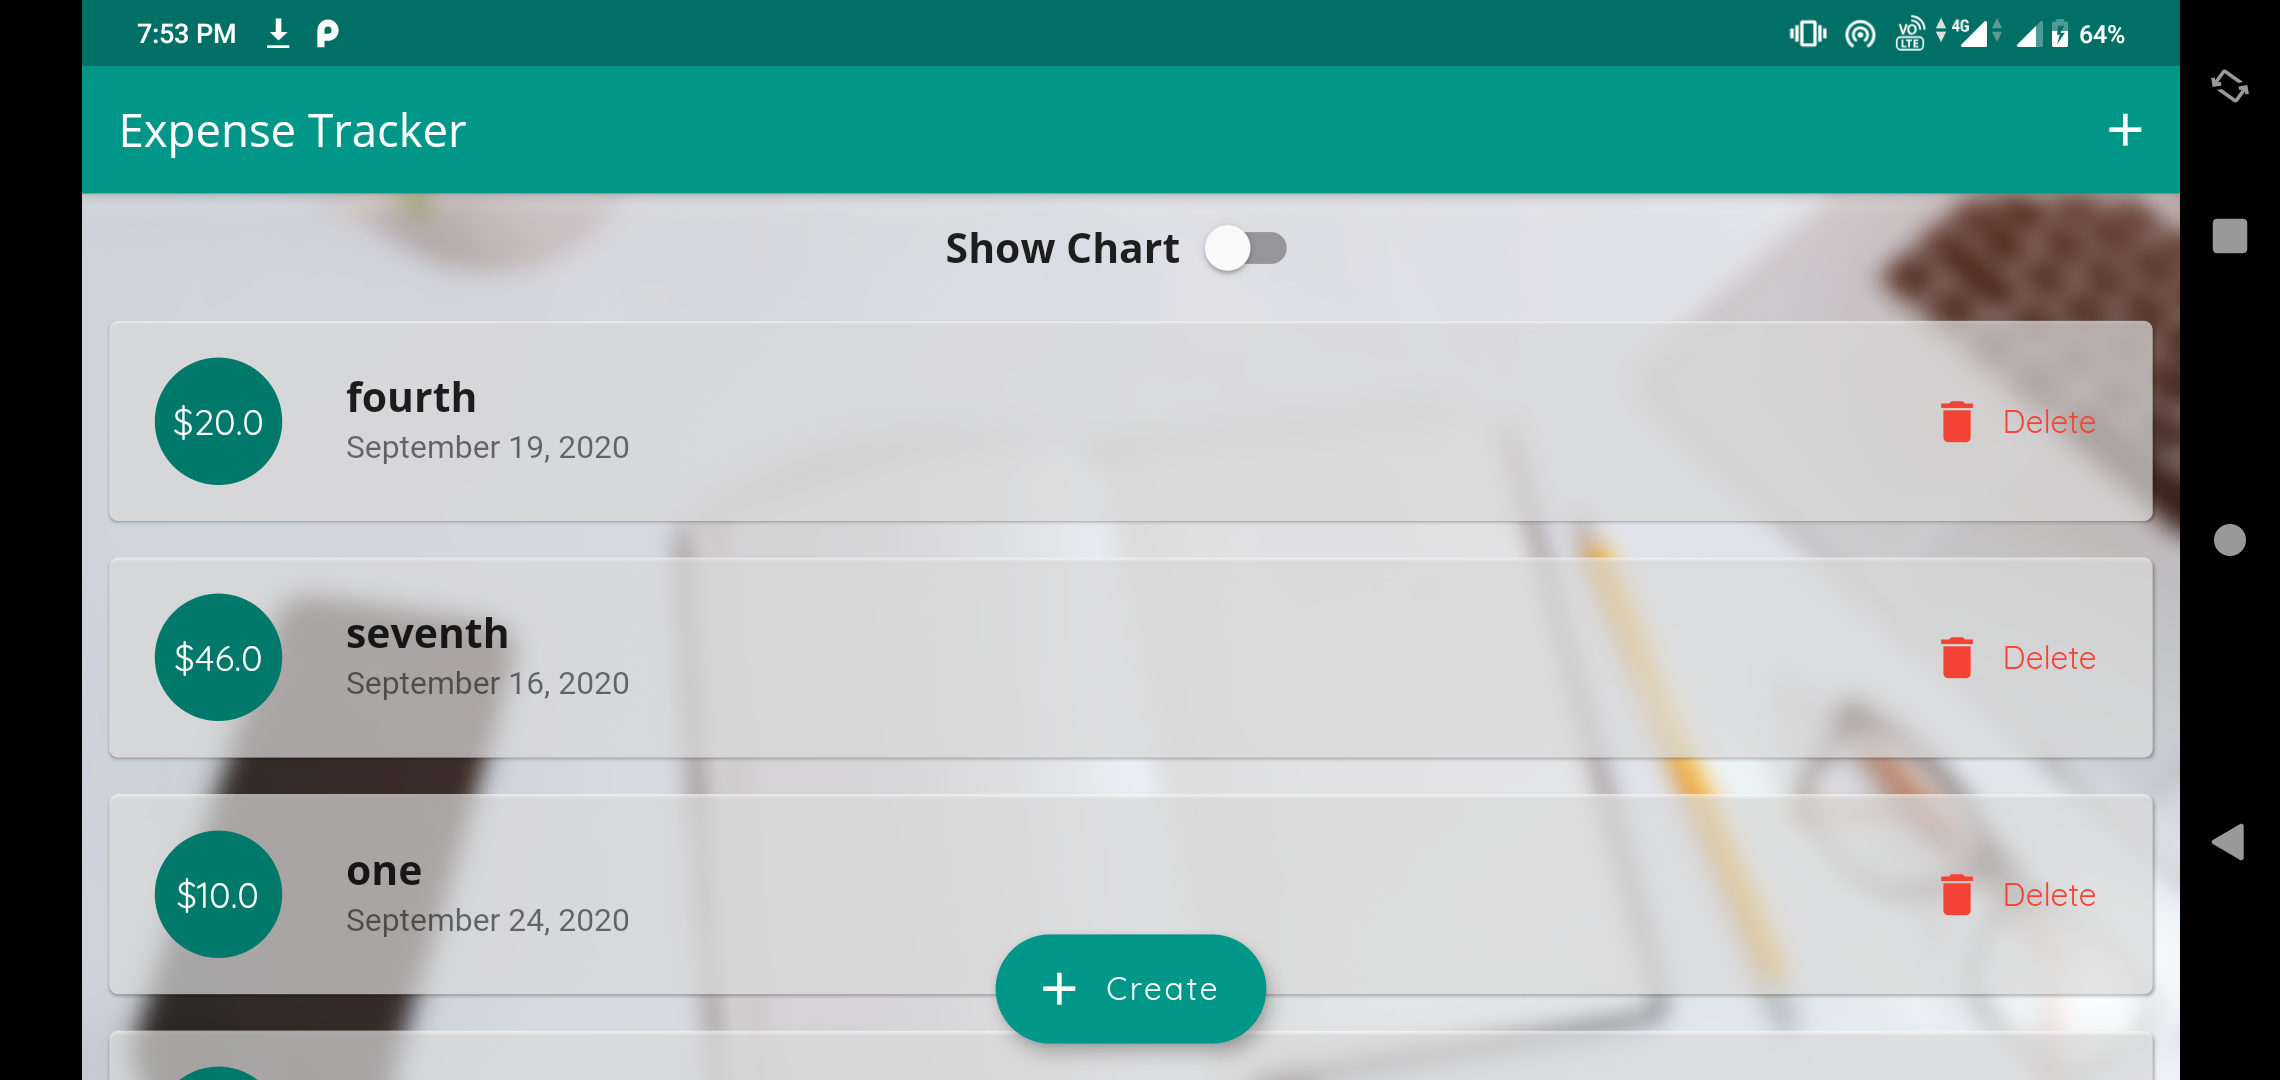 7:53 PM
VO LTE 4G 64%
Expense Tracker
Show Chart
$20.0
fourth
September 19, 2020
Delete
$46.0
seventh
September 16, 2020
Delete
$10.0
one
September 24, 2020
Delete
Create